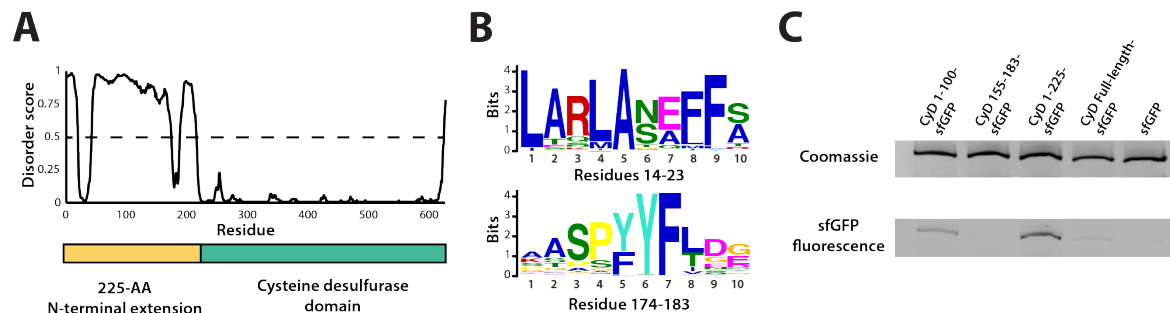 A
B
C
Disorder score
1
0.75
0.5
0.25
0
0
100
200
300
400
500
600
Residue
225-AA
N-terminal extension
Cysteine desulfurase
domain
Bits
4
3
2
1
0
LARLANEFFS
1 2 3 4 5 6 7 8 9 10
Residues 14-23
Bits
4
3
2
1
0
AASPYYFLDG
1 2 3 4 5 6 7 8 9 10
Residue 174-183
CyD 1-100-
sfGFP
CyD 155-183-
sfGFP
CyD 1-225-
sfGFP
CyD Full-length-
sfGFP
sfGFP
Coomassie
sfGFP
fluorescence